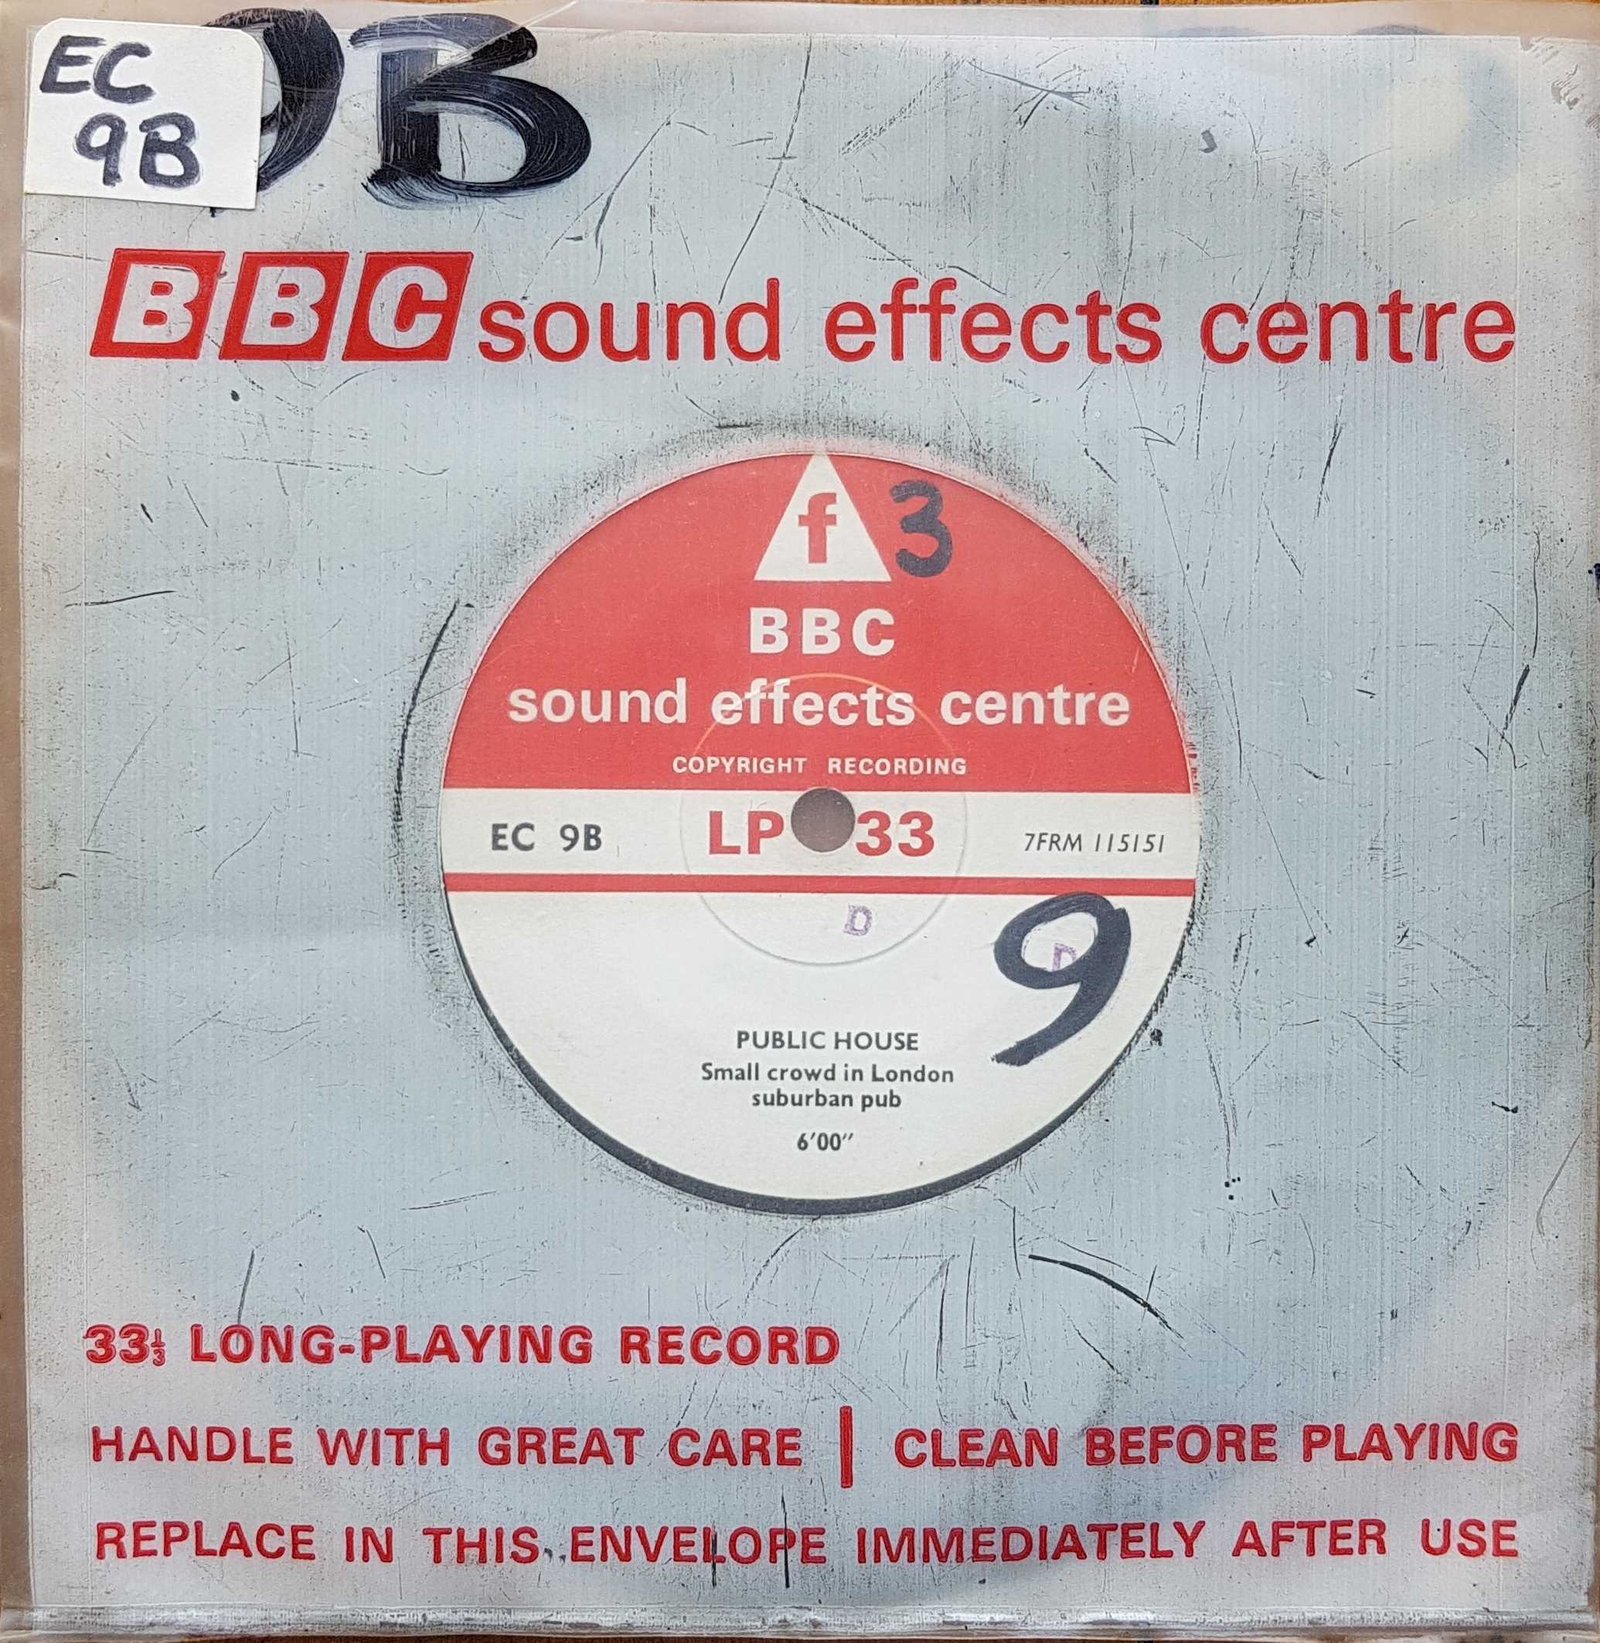 EC
9B
9B
BBC sound effects centre
f 3
BBC
sound effects centre
COPYRIGHT RECORDING
EC 9B LP 33 7FRM 115151
D
D
9
PUBLIC HOUSE
Small crowd in London
suburban pub
6'00"
33⅓ LONG-PLAYING RECORD
HANDLE WITH GREAT CARE | CLEAN BEFORE PLAYING
REPLACE IN THIS ENVELOPE IMMEDIATELY AFTER USE